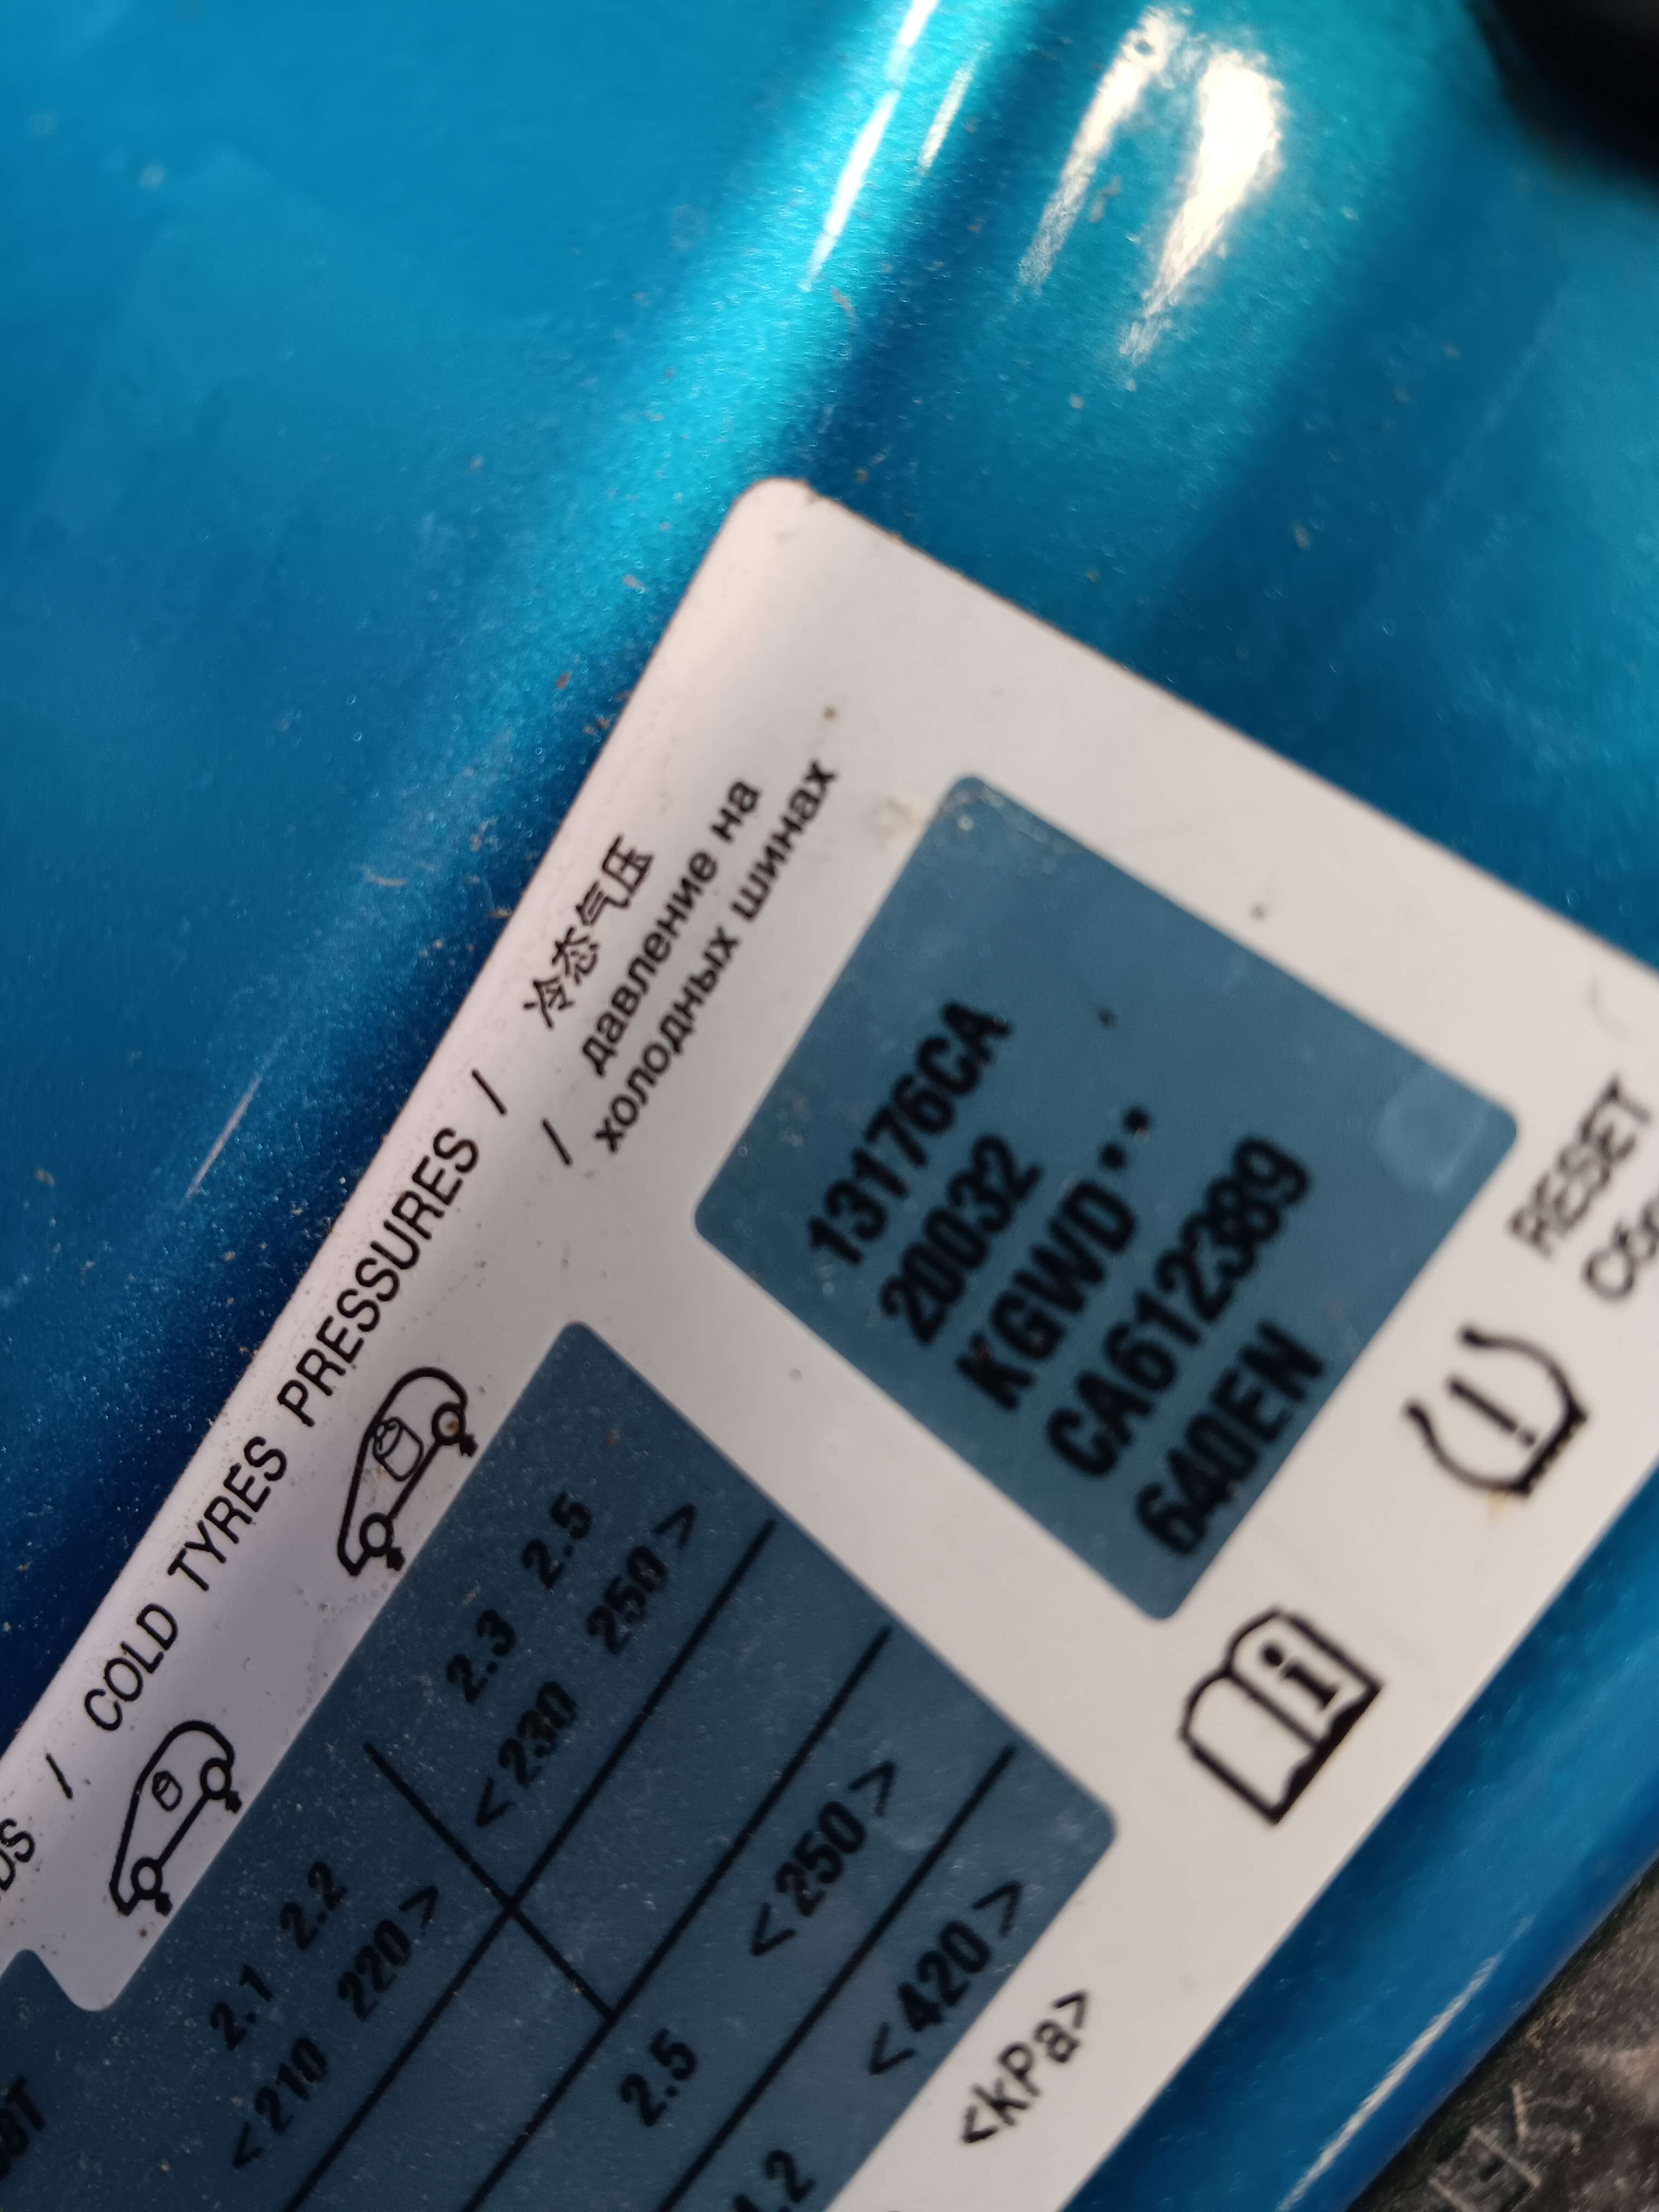 / COLD TYRES PRESSURES / 冷态气压
/ давление на
холодных шинах
13176CA
20032
KGWD••
CA612389
640EN
2.1 2.2
<210 220>
2.3 2.5
<230 250>
2.5 <250>
<420>
<kPa>
RESET